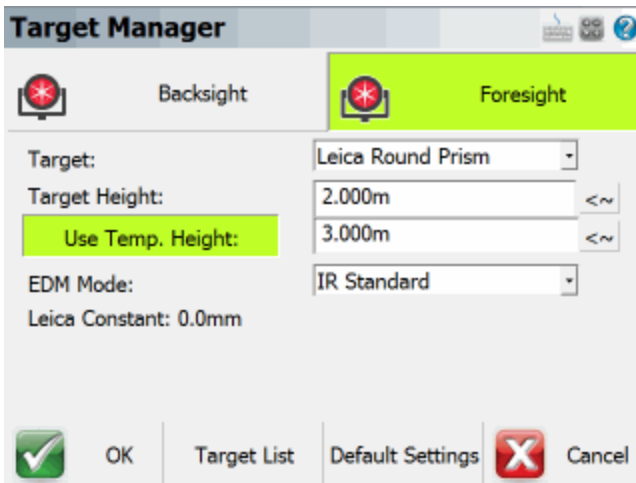 Target Manager
Backsight
Foresight
Target:
Leica Round Prism
Target Height:
2.000m
<~
Use Temp. Height:
3.000m
<~
EDM Mode:
IR Standard
Leica Constant: 0.0mm
OK
Target List
Default Settings
Cancel